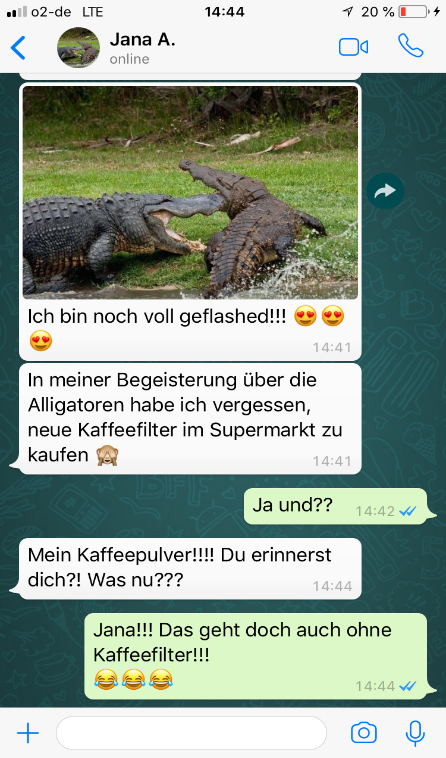 o2-de LTE 14:44 20 %
Jana A.
online
Ich bin noch voll geflashed!!! 😍😍
😍
14:41
In meiner Begeisterung über die
Alligatoren habe ich vergessen,
neue Kaffeefilter im Supermarkt zu
kaufen 🙈
14:41
Ja und?? 14:42
Mein Kaffeepulver!!!! Du erinnerst
dich?! Was nu???
14:44
Jana!!! Das geht doch auch ohne
Kaffeefilter!!!
😂😂😂
14:44